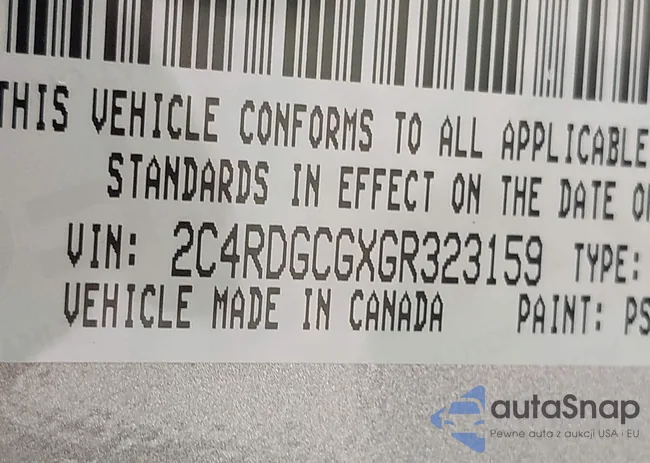 THIS VEHICLE CONFORMS TO ALL APPLICABLE
STANDARDS IN EFFECT ON THE DATE
VIN: 2C4RDGCGXGR323159 TYPE:
VEHICLE MADE IN CANADA PAINT: PS
autaSnap
Pewne auta z aukcji USA i EU